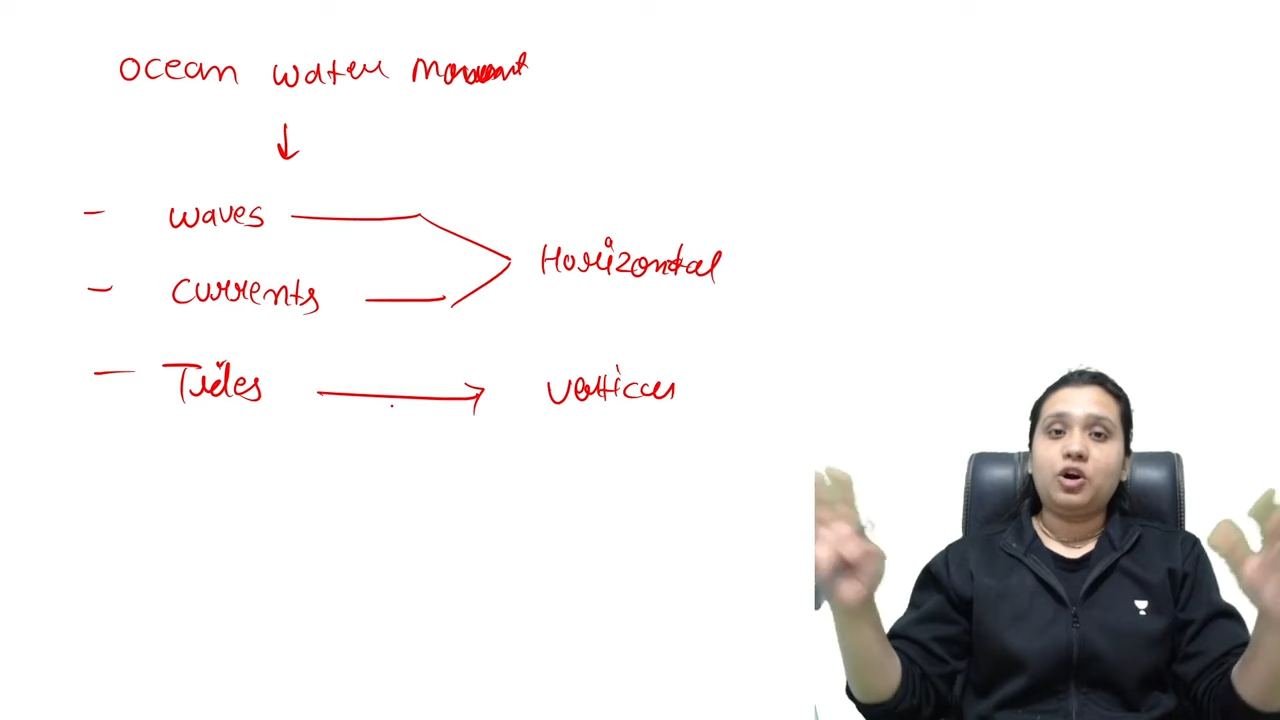 ocean water Movement
- waves
Horizontal
- currents
- Tides
vertical